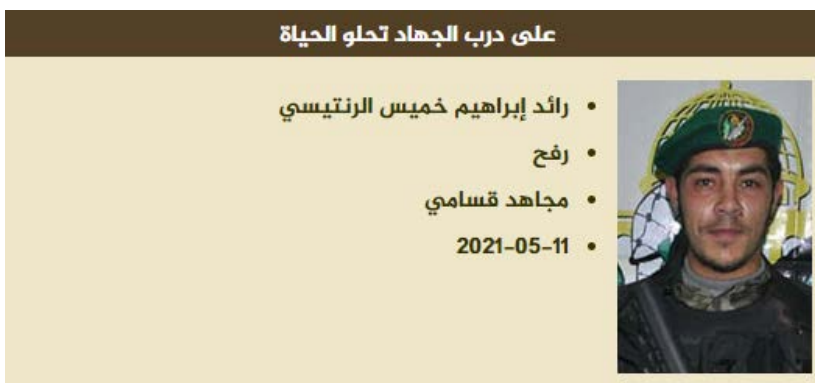 على درب الجهاد تحلو الحياة
رائد إبراهيم خميس الرنتيسي
رفح
مجاهد قسامي
2021-05-11